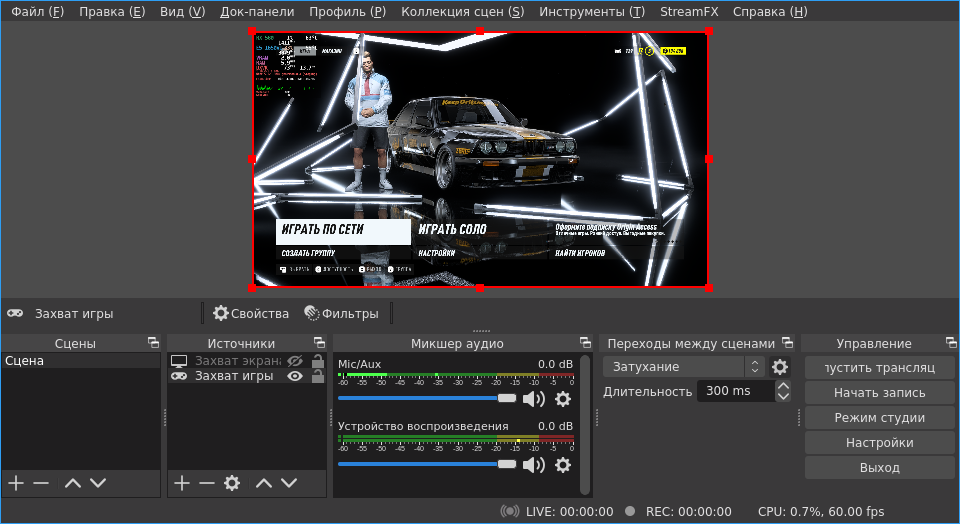 Файл (F) Правка (E) Вид (V) Док-панели Профиль (P) Коллекция сцен (S) Инструменты (T) StreamFX Справка (H)
МАГАЗИН
ИГРАТЬ ПО СЕТИ ИГРАТЬ СОЛО Оформите подписку Origin Access
СОЗДАТЬ ГРУППУ НАСТРОЙКИ НАЙТИ ИГРОКОВ
Захват игры Свойства Фильтры
Сцены Источники Микшер аудио Переходы между сценами Управление
Сцена
Захват экрана
Захват игры
Mic/Aux 0.0 dB
-60 -55 -50 -45 -40 -35 -30 -25 -20 -15 -10 -5 0
Устройство воспроизведения 0.0 dB
-60 -55 -50 -45 -40 -35 -30 -25 -20 -15 -10 -5 0
Затухание
Длительность 300 ms
пустить трансляц
Начать запись
Режим студии
Настройки
Выход
LIVE: 00:00:00 REC: 00:00:00 CPU: 0.7%, 60.00 fps